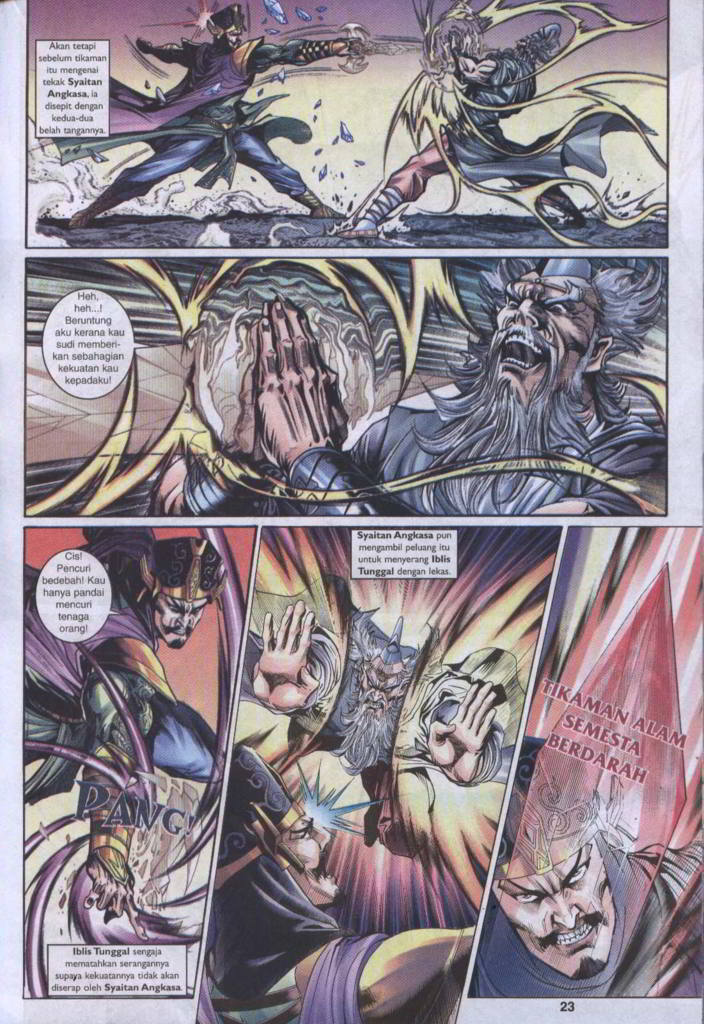 Akan tetapi
sebelum tikaman
itu mengenai
tekak Syaitan
Angkasa, ia
disepit dengan
kedua-dua
belah tangannya.
Heh,
heh...!
Beruntung
aku kerana kau
sudi memberi-
kan sebahagian
kekuatan kau
kepadaku!
Cis!
Pencuri
bedebah! Kau
hanya pandai
mencuri
tenaga
orang!
PANG!
Iblis Tunggal sengaja
mematahkan serangannya
supaya kekuatannya tidak akan
diserap oleh Syaitan Angkasa.
Syaitan Angkasa pun
mengambil peluang itu
untuk menyerang Iblis
Tunggal dengan lekas.
TIKAMAN ALAM
SEMESTA
BERDARAH
23